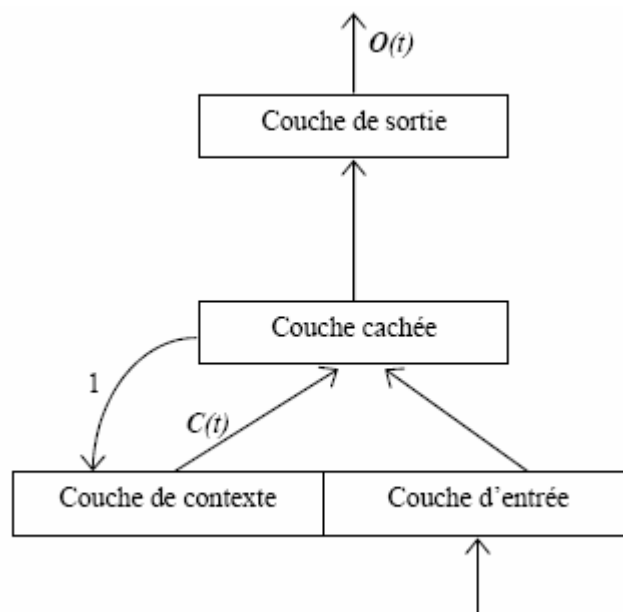 O(t)
Couche de sortie
Couche cachée
1
C(t)
Couche de contexte
Couche d'entrée